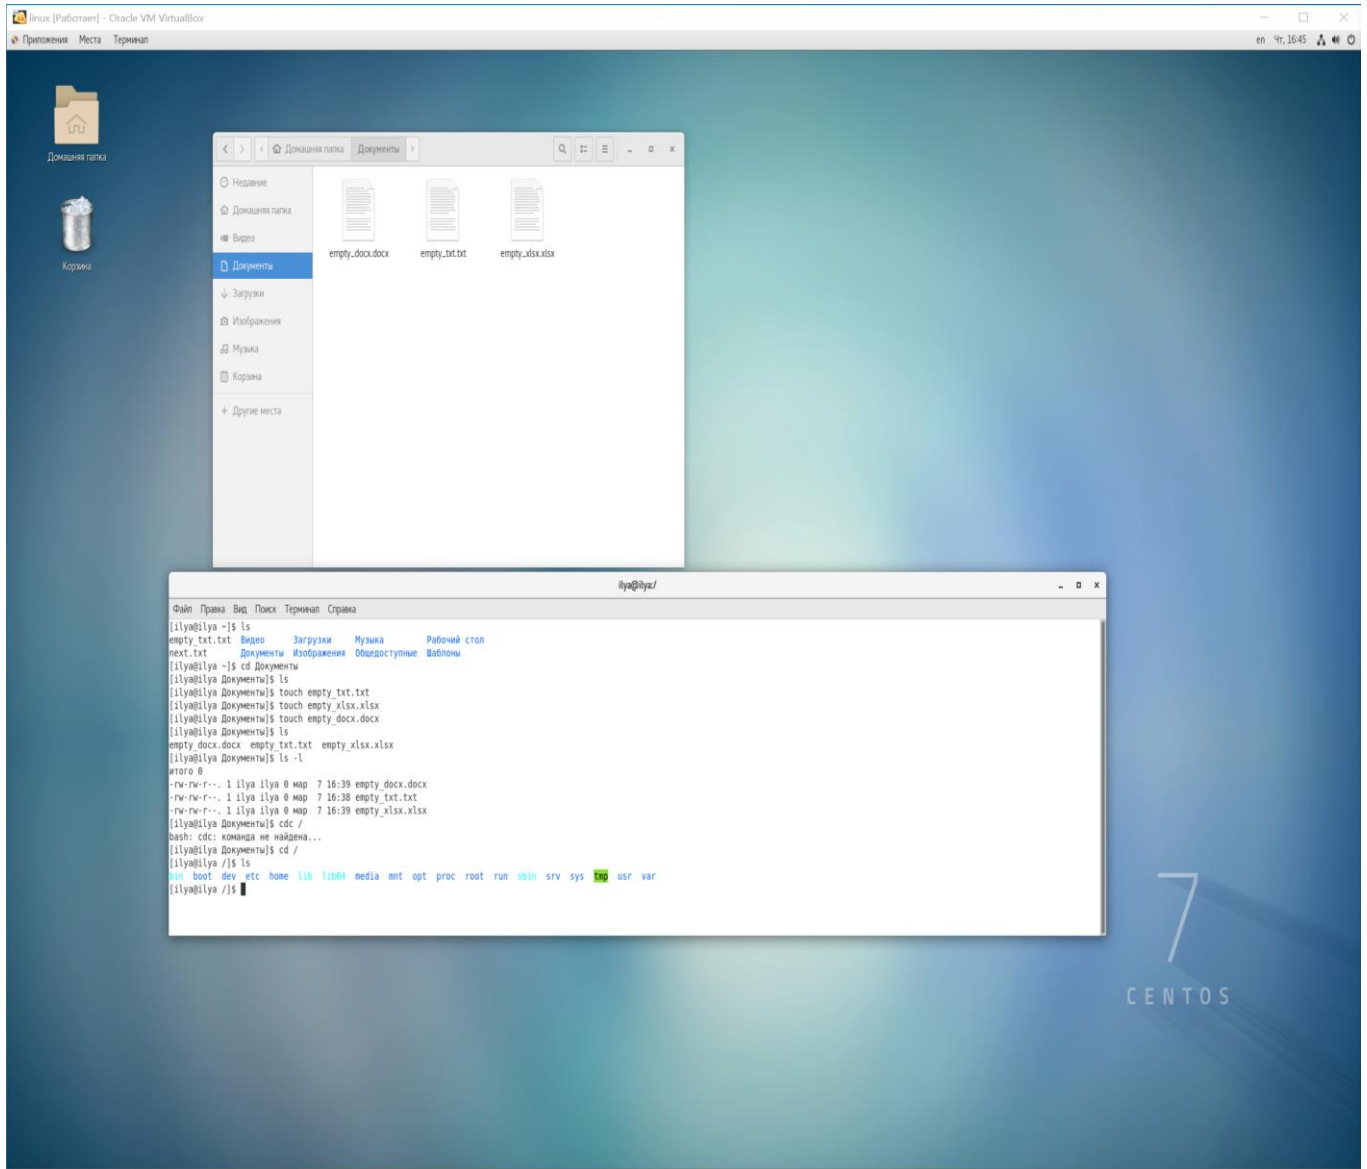 linux [Работает] - Oracle VM VirtualBox
Приложения Места Терминал
en Чт, 16:45
Домашняя папка
Корзина
Домашняя папка Документы
Недавние
Домашняя папка
Видео
Документы
Загрузки
Изображения
Музыка
Корзина
+ Другие места
empty_docx.docx empty_txt.txt empty_xlsx.xlsx
ilya@ilya:/
Файл Правка Вид Поиск Терминал Справка
[ilya@ilya ~]$ ls
empty_txt.txt Видео Загрузки Музыка Рабочий стол
next.txt Документы Изображения Общедоступные Шаблоны
[ilya@ilya ~]$ cd Документы
[ilya@ilya Документы]$ ls
[ilya@ilya Документы]$ touch empty_txt.txt
[ilya@ilya Документы]$ touch empty_xlsx.xlsx
[ilya@ilya Документы]$ touch empty_docx.docx
[ilya@ilya Документы]$ ls
empty_docx.docx empty_txt.txt empty_xlsx.xlsx
[ilya@ilya Документы]$ ls -l
итого 0
-rw-rw-r--. 1 ilya ilya 0 мар 7 16:39 empty_docx.docx
-rw-rw-r--. 1 ilya ilya 0 мар 7 16:38 empty_txt.txt
-rw-rw-r--. 1 ilya ilya 0 мар 7 16:39 empty_xlsx.xlsx
[ilya@ilya Документы]$ cdc /
bash: cdc: команда не найдена...
[ilya@ilya Документы]$ cd /
[ilya@ilya /]$ ls
bin boot dev etc home lib lib64 media mnt opt proc root run sbin srv sys tmp usr var
[ilya@ilya /]$
7
CENTOS